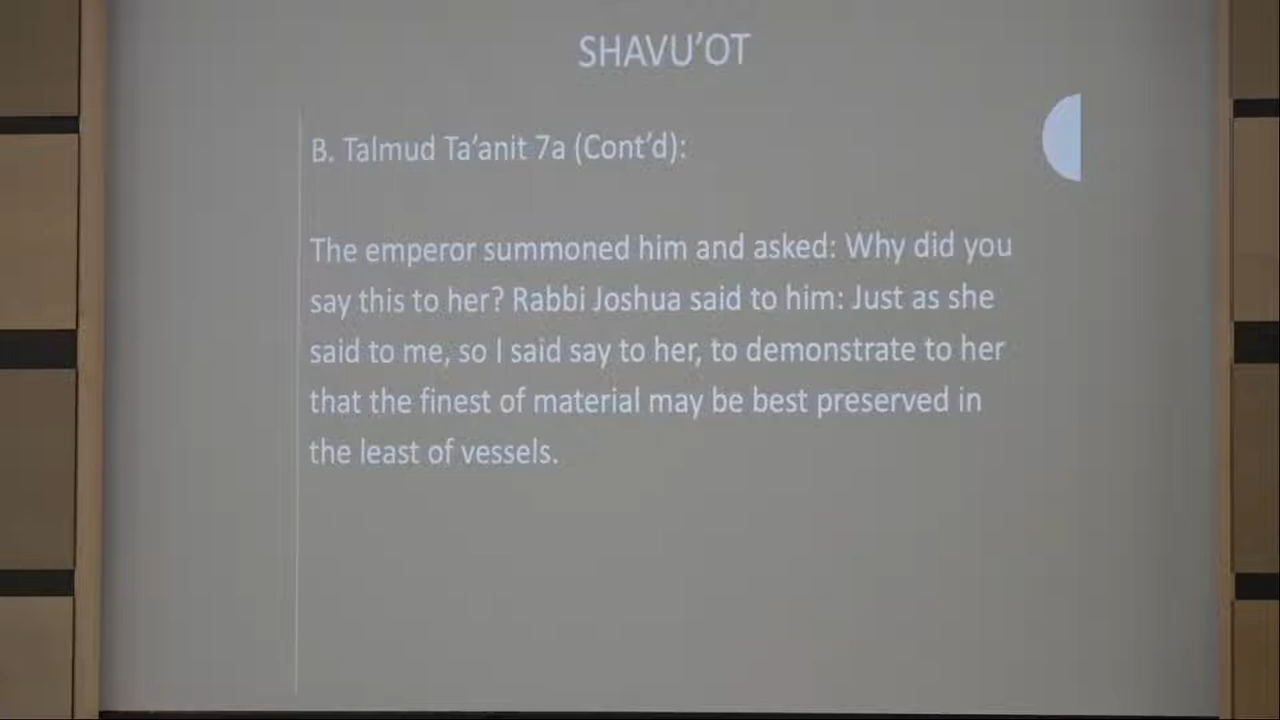 SHAVU'OT
B. Talmud Ta'anit 7a (Cont'd):
The emperor summoned him and asked: Why did you
say this to her? Rabbi Joshua said to him: Just as she
said to me, so I said say to her, to demonstrate to her
that the finest of material may be best preserved in
the least of vessels.